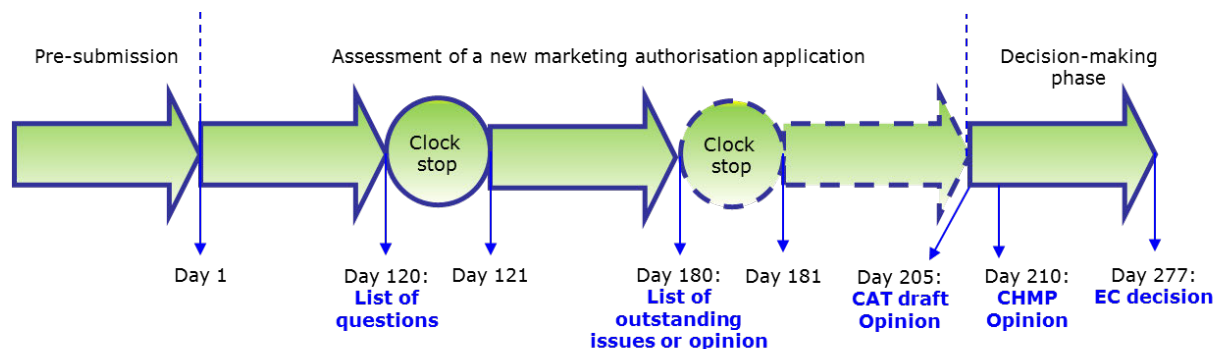 Pre-submission
Assessment of a new marketing authorisation application
Decision-making
phase
Clock
stop
Clock
stop
Day 1
Day 120:
List of
questions
Day 121
Day 180:
List of
outstanding
issues or opinion
Day 181
Day 205:
CAT draft
Opinion
Day 210:
CHMP
Opinion
Day 277:
EC decision